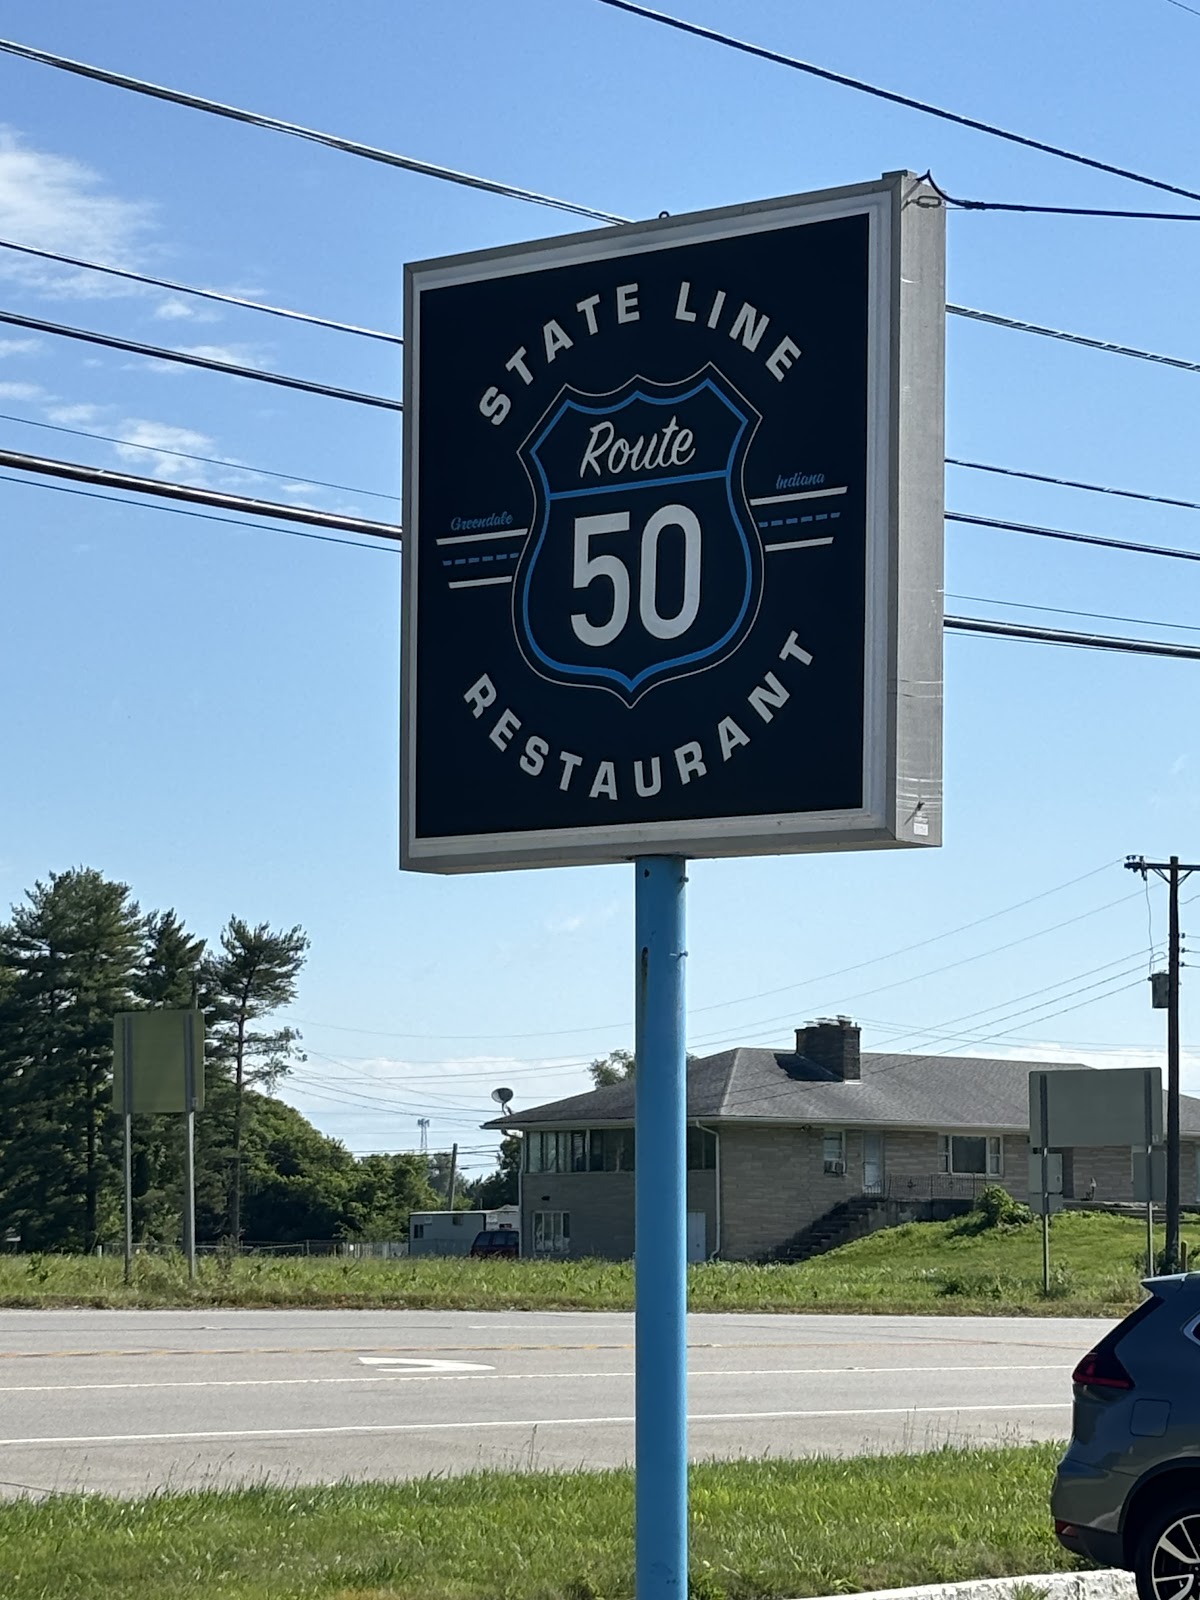 STATE LINE
Route
50
Greendale
Indiana
RESTAURANT